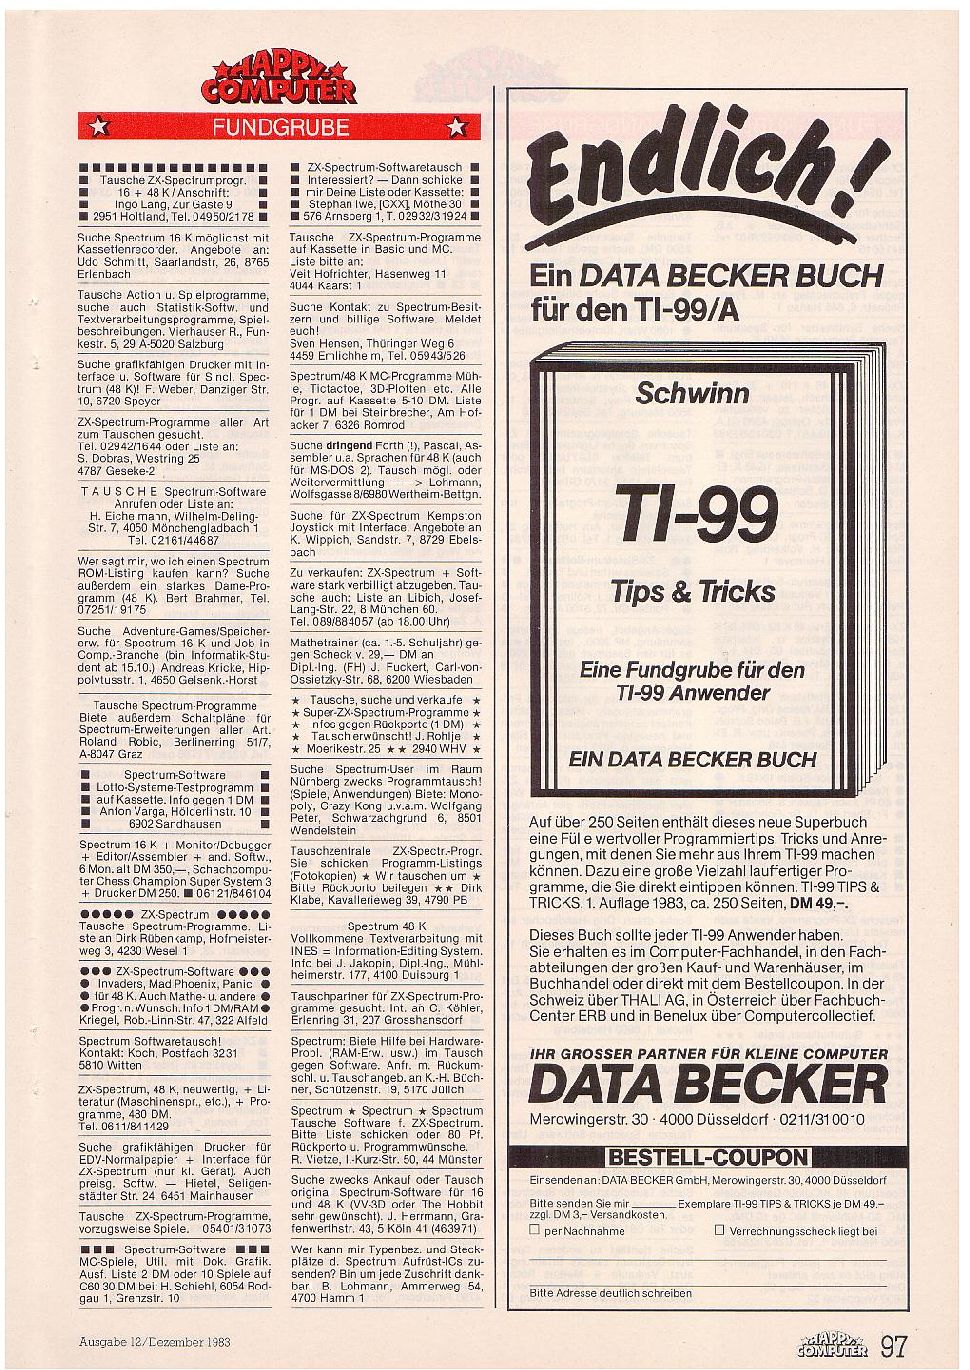 HAPPY
COMPUTER
FUNDGRUBE
Tausche ZX-Spectrumprogr.
16 + 48 K / Anschrift:
Ingo Lang, Zur Gaste 9
2951 Holtland, Tel. 04950/2178
Suche Spectrum 16 K möglichst mit
Kassettenrecorder. Angebote an:
Udo Schmitt, Saarlandstr. 26, 8765
Erlenbach
Tausche Action u. Spielprogramme,
suche auch Statistik-Softw. und
Textverarbeitungsprogramme, Spiel-
beschreibungen. Vierhauser R., Fun-
kestr. 5, 29 A-5020 Salzburg
Suche grafikfähigen Drucker mit In-
terface u. Software für Sincl. Spec-
trum (48 K)! F. Weber, Danziger Str.
10, 6720 Speyer
ZX-Spectrum-Programme aller Art
zum Tauschen gesucht.
Tel. 02942/1644 oder Liste an:
S. Dobras, Westring 25
4787 Geseke-2
TAUSCHE Spectrum-Software
Anrufen oder Liste an:
H. Eichelmann, Wilhelm-Deling-
Str. 7, 4050 Mönchengladbach 1
Tel. 02161/44687
Wer sagt mir, wo ich einen Spectrum
ROM-Listing kaufen kann? Suche
außerdem ein starkes Dame-Pro-
gramm (48 K). Bert Brahmer, Tel.
07251/ 9175
Suche Adventure-Games/Speicher-
erw. für Spectrum 16 K und Job in
Comp.-Branche (bin Informatik-Stu-
dent ab 15.10.) Andreas Kricke, Hip-
polytusstr. 1, 4650 Gelsenk.-Horst
Tausche Spectrum-Programme
Biete außerdem Schaltpläne für
Spectrum-Erweiterungen aller Art.
Roland Robic, Berlinerring 51/7,
A-8047 Graz
Spectrum-Software
Lotto-Systeme-Testprogramm
auf Kassette. Info gegen 1 DM
Anton Varga, Hölderlinstr. 10
6902 Sandhausen
Spectrum 16 K + Monitor/Debugger
+ Editor/Assembler + and. Softw.,
6 Mon. alt DM 350,—, Schachcompu-
ter Chess Champion Super System 3
+ Drucker DM 250. ■ 06121/846104
●●●●● ZX-Spectrum ●●●●●
Tausche Spectrum-Programme. Li-
ste an Dirk Rübenkamp, Hofmeister-
weg 3, 4230 Wesel 1
●●● ZX-Spectrum-Software ●●●
● Invaders, Mad Phoenix, Panic ●
● für 48 K. Auch Mathe- u. andere ●
● Progr. n. Wunsch. Info 1 DM/RAM ●
Kriegel, Rob.-Linn-Str. 47, 322 Alfeld
Spectrum Softwaretausch!
Kontakt: Koch, Postfach 3231
5810 Witten
ZX-Spectrum, 48 K, neuwertig, + Li-
teratur (Maschinenspr., etc.), + Pro-
gramme, 480 DM.
Tel. 0611/841429
Suche grafikfähigen Drucker für
EDV-Normalpapier + Interface für
ZX-Spectrum (nur kl. Gerät). Auch
preisg. Softw. — Hietel, Seligen-
städter Str. 24, 6451 Mainhauser
Tausche ZX-Spectrum-Programme,
vorzugsweise Spiele. 05401/31073
■ ■ ■ Spectrum-Software ■ ■ ■
MC-Spiele, Util. mit Dok. Grafik.
Ausf. Liste 2 DM oder 10 Spiele auf
C60 30 DM bei: H. Schiehl, 6054 Rod-
gau 1, Grenzstr. 10
ZX-Spectrum-Softwaretausch
Interessiert? — Dann schicke
mir Deine Liste oder Kassette:
Stephan Iwe, [CXX], Möthe 30
576 Arnsberg 1, T. 02932/31924
Tausche ZX-Spectrum-Programme
auf Kassette in Basic und MC.
Liste bitte an:
Veit Hofrichter, Hasenweg 11
4044 Kaarst 1
Suche Kontakt zu Spectrum-Besit-
zern und billige Software. Meldet
euch!
Sven Hensen, Thüringer Weg 6
4459 Emlichheim, Tel. 05943/526
Spectrum/48 K MC-Programme Müh-
le, Tictactoe, 3D-Plotten etc. Alle
Progr. auf Kassette 5-10 DM. Liste
für 1 DM bei Steinbrecher, Am Hof-
acker 7 6326 Romrod
Suche dringend Forth (!), Pascal, As-
sembler u.a. Sprachen für 48 K (auch
für MS-DOS 2). Tausch mögl. oder
Weitervermittlung —> Lohmann,
Wolfsgasse 8/6980 Wertheim-Bettgn.
Suche für ZX-Spectrum Kempston
Joystick mit Interface. Angebote an
K. Wippich, Sandstr. 7, 8729 Ebels-
bach
Zu verkaufen: ZX-Spectrum + Soft-
ware stark verbilligt abzugeben. Tau-
sche auch: Liste an Libich, Josef-
Lang-Str. 22, 8 München 60.
Tel. 089/884057 (ab 18.00 Uhr)
Mathetrainer (ca. 1.-5. Schuljahr) ge-
gen Scheck v. 29,— DM an
Dipl.-Ing. (FH) J. Fuckert, Carl-von-
Ossietzky-Str. 68, 6200 Wiesbaden
★ Tausche, suche und verkaufe ★
★ Super-ZX-Spectrum-Programme ★
★ Infos gegen Rückporto (1 DM) ★
★ Tausch erwünscht! J. Rohlje ★
★ Moerikestr. 25 ★ ★ 2940 WHV ★
Suche Spectrum-User im Raum
Nürnberg zwecks Programmtausch!
(Spiele, Anwendungen) Biete: Mono-
poly, Crazy Kong u.v.a.m. Wolfgang
Peter, Schwarzachgrund 6, 8501
Wendelstein
Tauschzentrale ZX-Spectr.-Progr.
Sie schicken Programm-Listings
(Fotokopien) ★ Wir tauschen um ★
Bitte Rückporto beilegen ★ ★ Dirk
Klabe, Kavallerieweg 39, 4790 PB
Spectrum 48 K
Vollkommene Textverarbeitung mit
INES = Information-Editing System.
Info bei J. Jakopin, Dipl.-Ing., Mühl-
heimerstr. 177, 4100 Duisburg 1
Tauschpartner für ZX-Spectrum-Pro-
gramme gesucht. Int. an C. Köhler,
Erlenring 31, 207 Grosshansdorf
Spectrum: Biete Hilfe bei Hardware-
Probl. (RAM-Erw. usw.) im Tausch
gegen Software. Anfr. m. Rückum-
schl. u. Tauschangeb. an K.-H. Büch-
ner, Schützenstr. 19, 5170 Jülich
Spectrum ★ Spectrum ★ Spectrum
Tausche Software f. ZX-Spectrum.
Bitte Liste schicken oder 80 Pf.
Rückporto u. Programmwünsche.
R. Vietze, I.-Kurz-Str. 50, 44 Münster
Suche zwecks Ankauf oder Tausch
original Spectrum-Software für 16
und 48 K (VV-3D oder The Hobbit
sehr gewünscht). J. Herrmann, Gra-
fenwerthstr. 43, 5 Köln 41 (463971)
Wer kann mir Typenbez. und Steck-
plätze d. Spectrum Aufrüst-ICs zu-
senden? Bin um jede Zuschrift dank-
bar. B. Lohmann, Ammerweg 54,
4700 Hamm 1
Endlich!
Ein DATA BECKER BUCH
für den TI-99/A
Schwinn
TI-99
Tips & Tricks
Eine Fundgrube für den
TI-99 Anwender
EIN DATA BECKER BUCH
Auf über 250 Seiten enthält dieses neue Superbuch
eine Fülle wertvoller Programmiertips, Tricks und Anre-
gungen, mit denen Sie mehr aus Ihrem TI-99 machen
können. Dazu eine große Vielzahl lauffertiger Pro-
gramme, die Sie direkt eintippen können. TI-99 TIPS &
TRICKS, 1. Auflage 1983, ca. 250 Seiten, DM 49,-.
Dieses Buch sollte jeder TI-99 Anwender haben.
Sie erhalten es im Computer-Fachhandel, in den Fach-
abteilungen der großen Kauf- und Warenhäuser, im
Buchhandel oder direkt mit dem Bestellcoupon. In der
Schweiz über THALI AG, in Österreich über Fachbuch-
Center ERB und in Benelux über Computercollectief.
IHR GROSSER PARTNER FÜR KLEINE COMPUTER
DATA BECKER
Merowingerstr. 30 · 4000 Düsseldorf · 0211/310010
BESTELL-COUPON
Einsenden an: DATA BECKER GmbH, Merowingerstr. 30, 4000 Düsseldorf
Bitte senden Sie mir ______ Exemplare TI-99 TIPS & TRICKS je DM 49,–
zzgl. DM 3,– Versandkosten.
☐ per Nachnahme ☐ Verrechnungsscheck liegt bei
Bitte Adresse deutlich schreiben
Ausgabe 12/Dezember 1983
HAPPY
COMPUTER
97